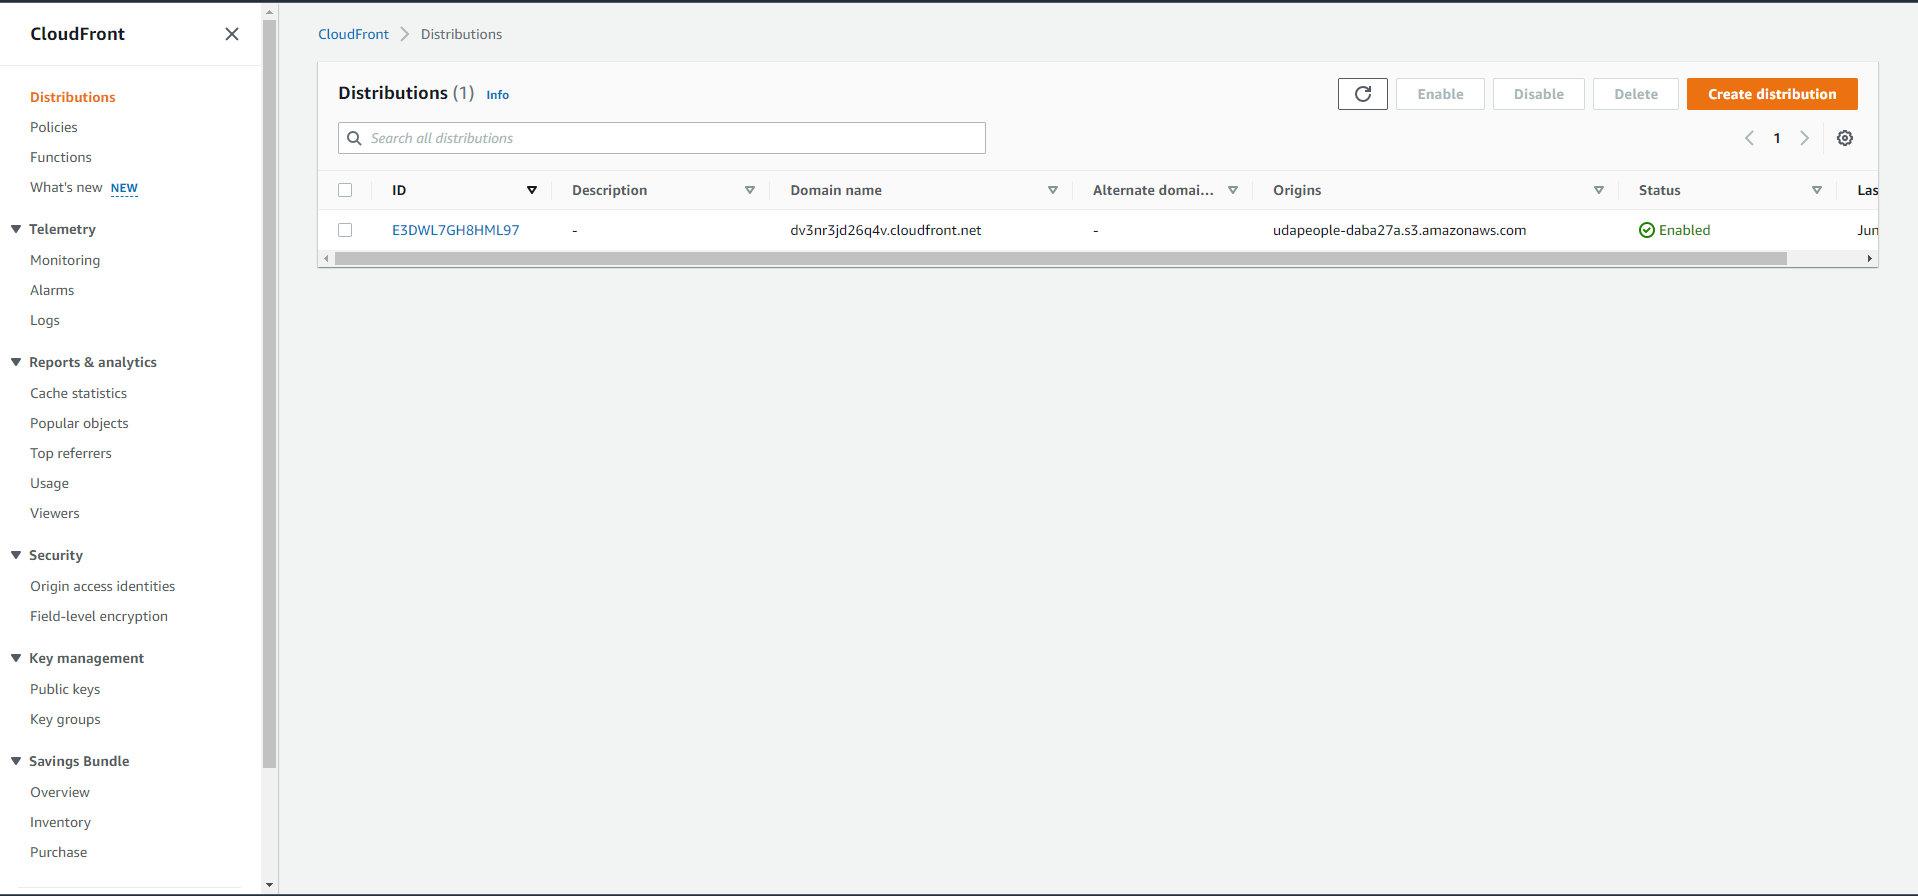 CloudFront
Distributions
Policies
Functions
What's new NEW
Telemetry
Monitoring
Alarms
Logs
Reports & analytics
Cache statistics
Popular objects
Top referrers
Usage
Viewers
Security
Origin access identities
Field-level encryption
Key management
Public keys
Key groups
Savings Bundle
Overview
Inventory
Purchase
CloudFront Distributions
Distributions (1) Info
Enable Disable Delete Create distribution
Search all distributions
1
ID Description Domain name Alternate domai... Origins Status Las
E3DWL7GH8HML97 - dv3nr3jd26q4v.cloudfront.net - udapeople-daba27a.s3.amazonaws.com Enabled Jun